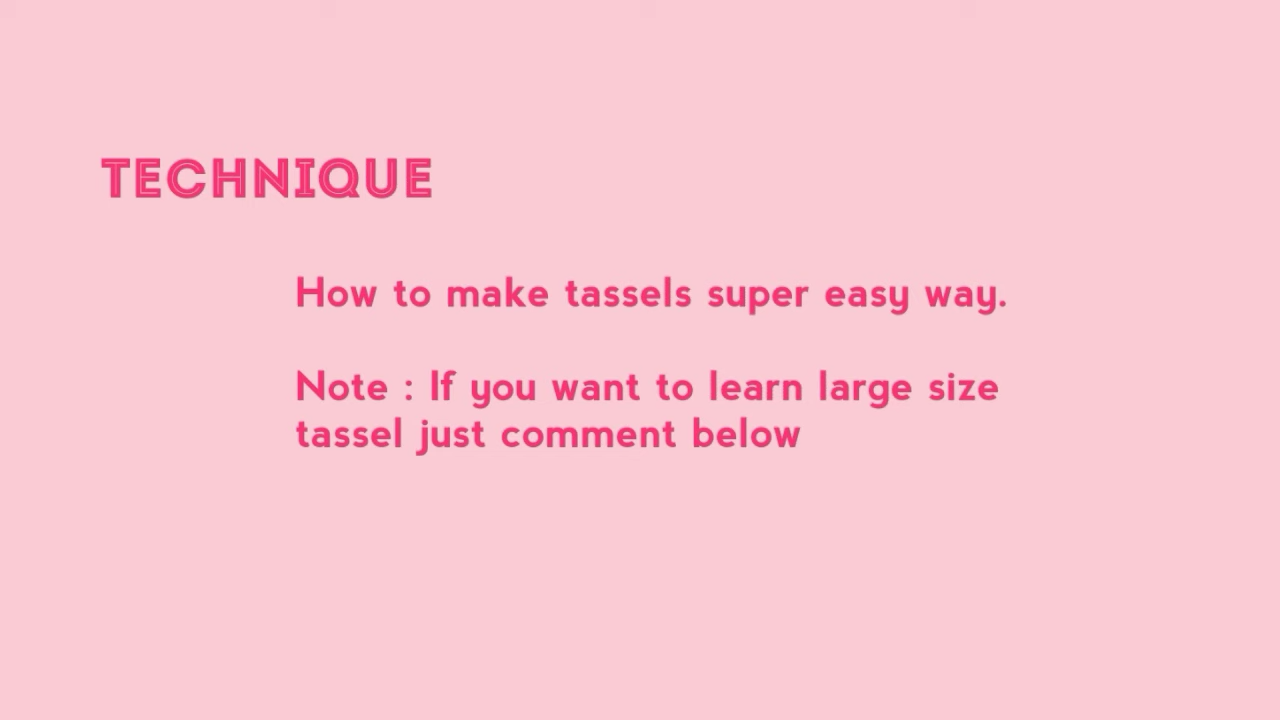 TECHNIQUE
How to make tassels super easy way.
Note : If you want to learn large size
tassel just comment below